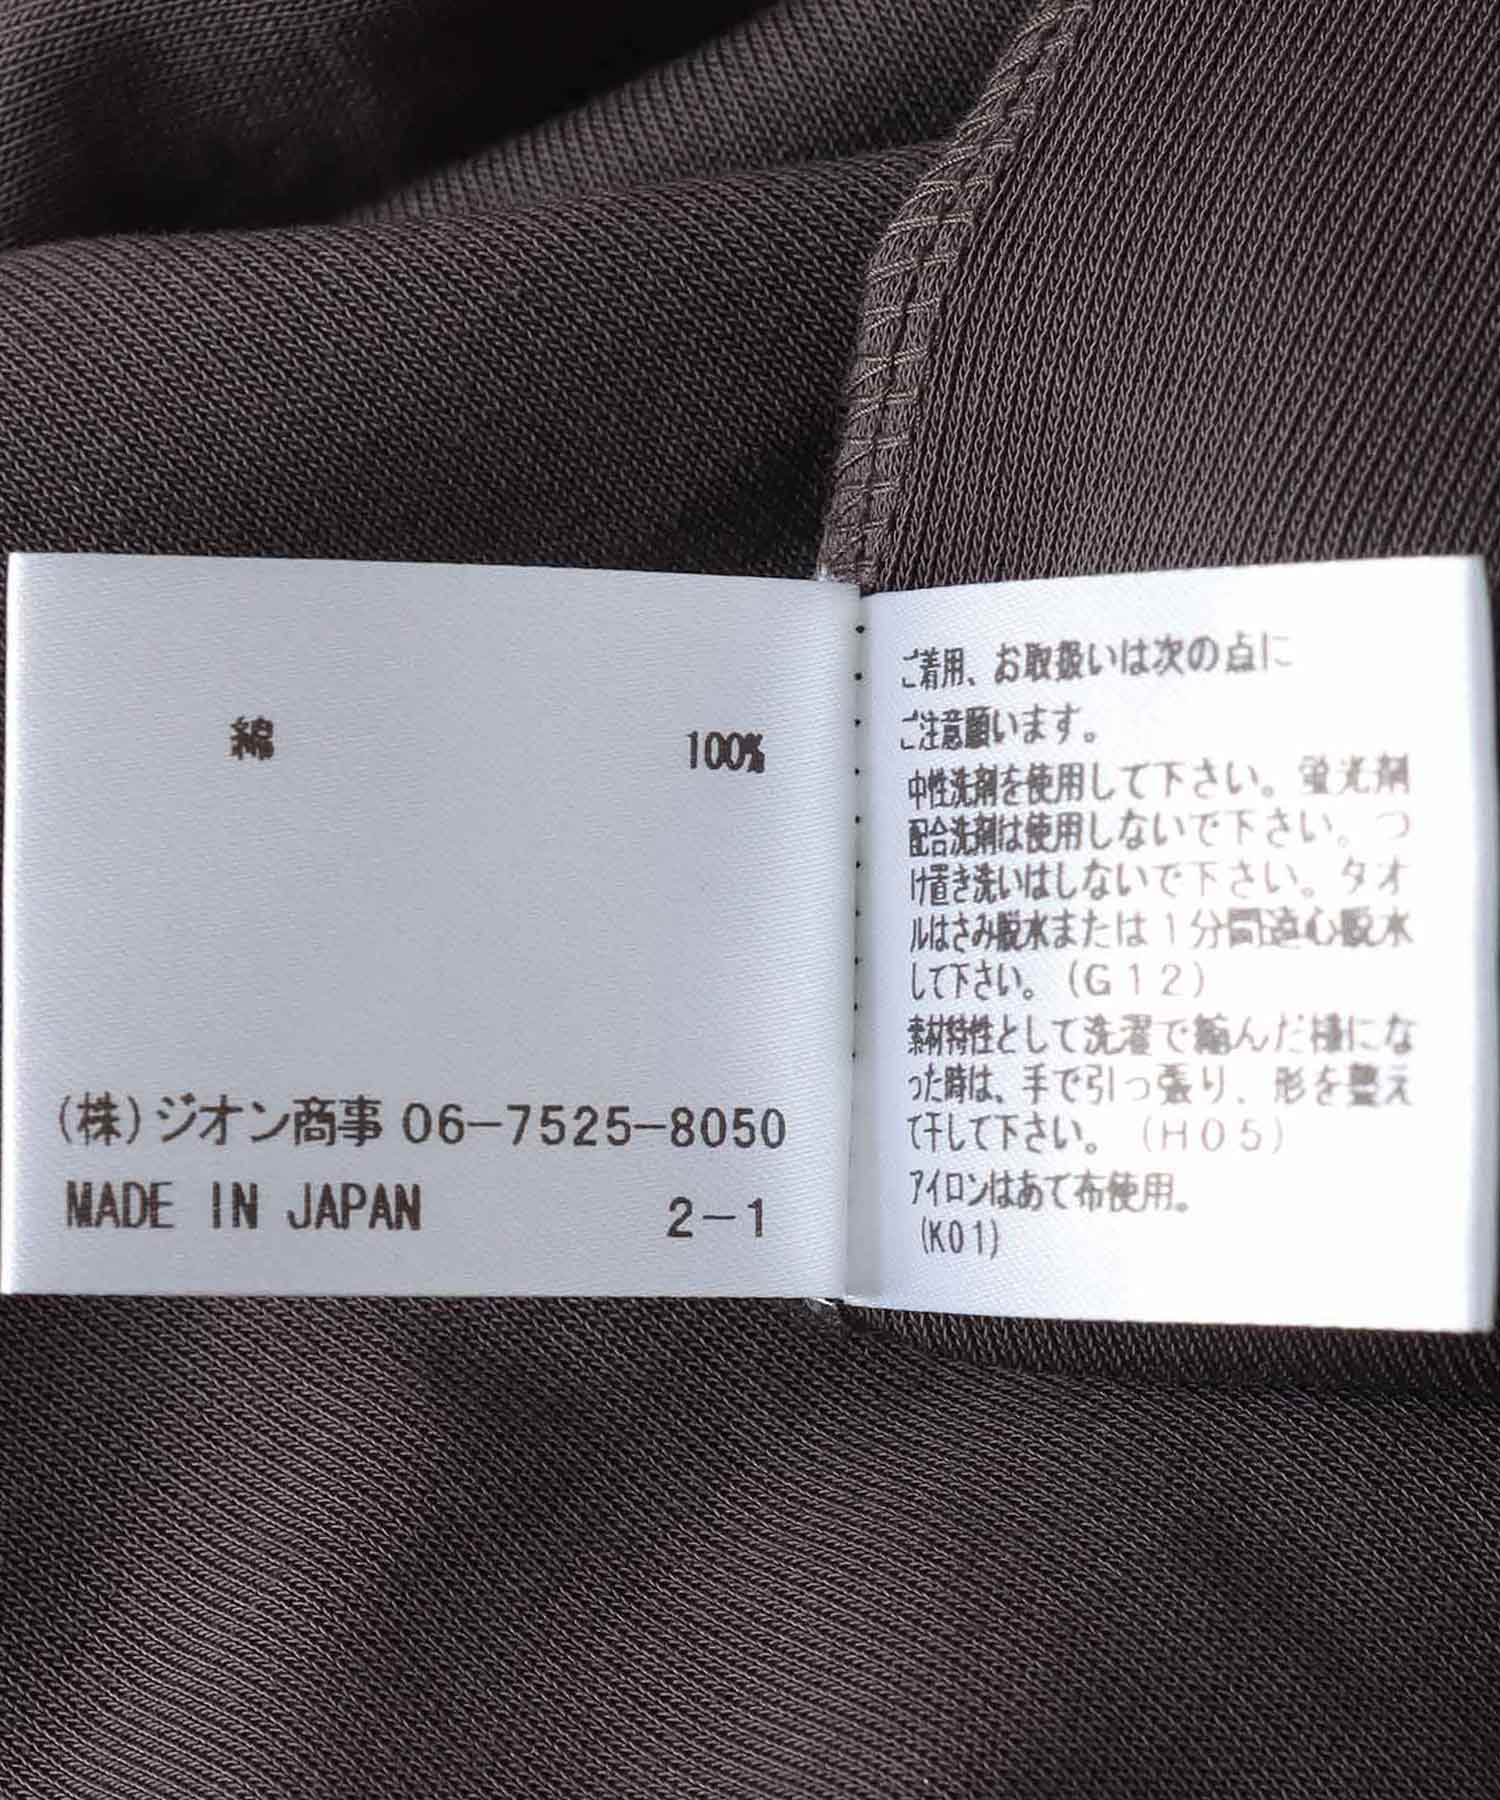 綿 100%
(株)ジオン商事 06-7525-8050
MADE IN JAPAN 2-1
ご着用、お取扱いは次の点に
ご注意願います。
中性洗剤を使用して下さい。蛍光剤
配合洗剤は使用しないで下さい。つ
け置き洗いはしないで下さい。タオ
ルはさみ脱水または1分間遠心脱水
して下さい。(G12)
素材特性として洗濯で縮んだ様にな
った時は、手で引っ張り、形を整え
て干して下さい。(H05)
アイロンはあて布使用。
(K01)